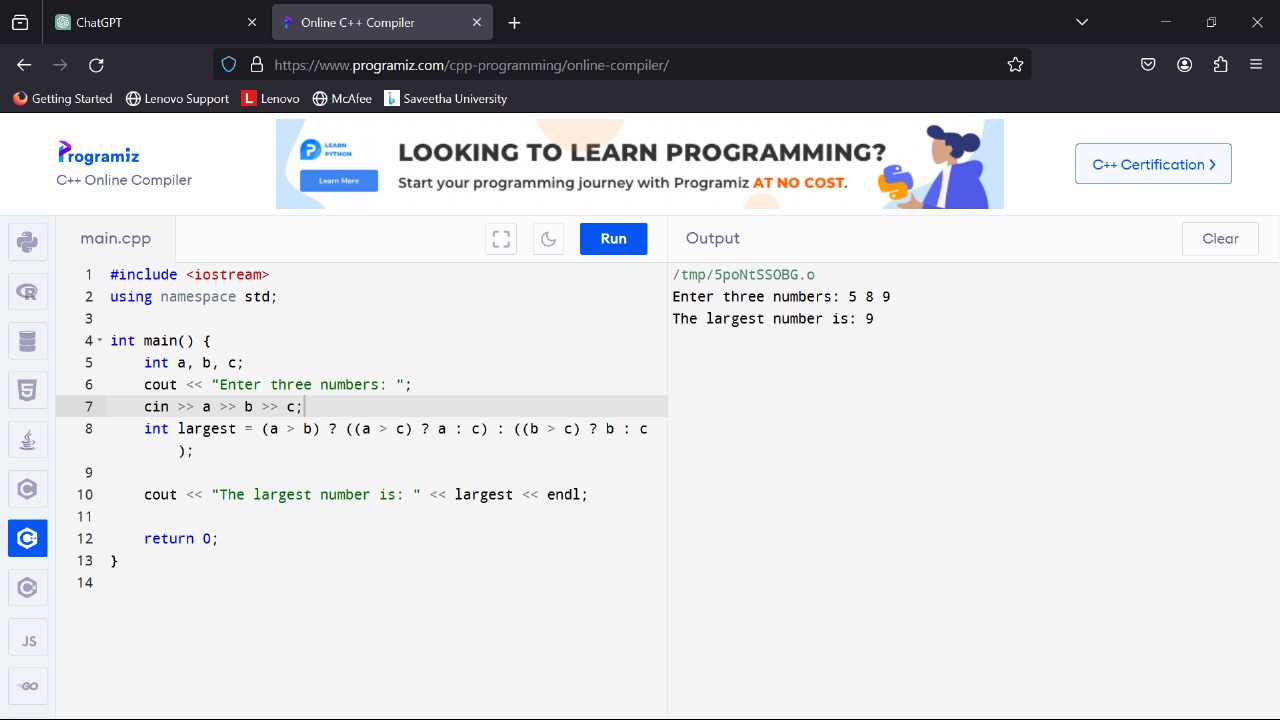 ChatGPT
Online C++ Compiler
https://www.programiz.com/cpp-programming/online-compiler/
Getting Started
Lenovo Support
L Lenovo
McAfee
Saveetha University
Programiz
C++ Online Compiler
LEARN
PYTHON
Learn More
LOOKING TO LEARN PROGRAMMING?
Start your programming journey with Programiz AT NO COST.
C++ Certification >
main.cpp
Run
1 #include <iostream>
2 using namespace std;
3
4 int main() {
5 int a, b, c;
6 cout << "Enter three numbers: ";
7 cin >> a >> b >> c;
8 int largest = (a > b) ? ((a > c) ? a : c) : ((b > c) ? b : c
);
9
10 cout << "The largest number is: " << largest << endl;
11
12 return 0;
13 }
14
Output
Clear
/tmp/5poNtSSOBG.o
Enter three numbers: 5 8 9
The largest number is: 9
R
5
C
C
JS
GO